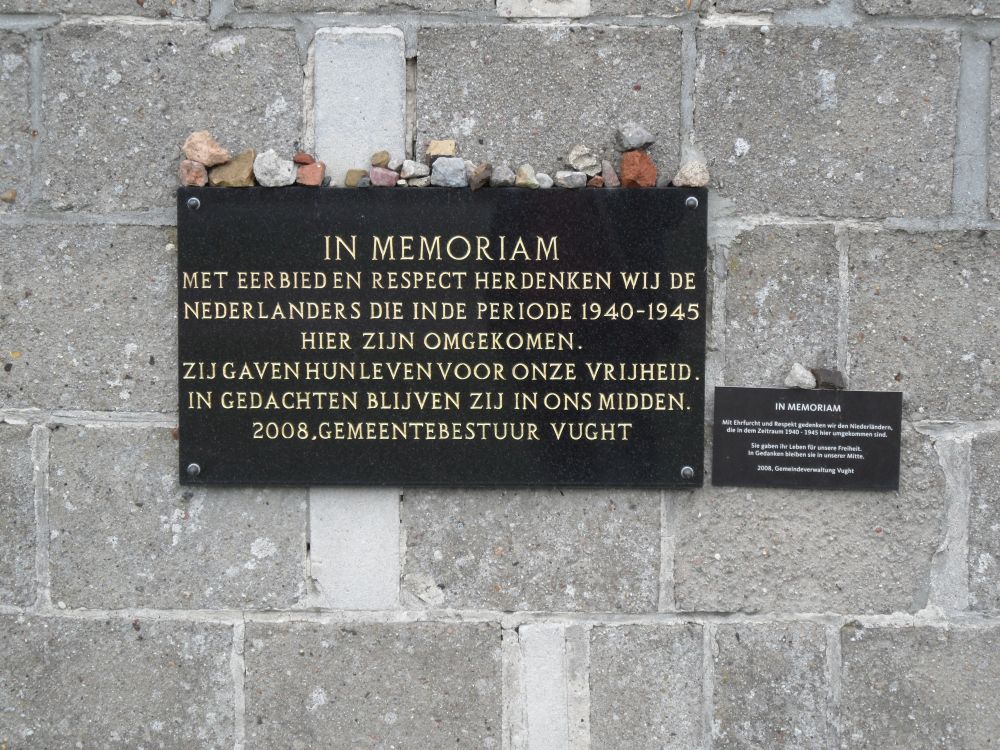 IN MEMORIAM
MET EERBIED EN RESPECT HERDENKEN WIJ DE
NEDERLANDERS DIE IN DE PERIODE 1940-1945
HIER ZIJN OMGEKOMEN.
ZIJ GAVEN HUN LEVEN VOOR ONZE VRIJHEID.
IN GEDACHTEN BLIJVEN ZIJ IN ONS MIDDEN.
2008, GEMEENTEBESTUUR VUGHT
IN MEMORIAM
Mit Ehrfurcht und Respekt gedenken wir den Niederländern,
die in dem Zeitraum 1940 - 1945 hier umgekommen sind.
Sie gaben ihr Leben für unsere Freiheit.
In Gedanken bleiben sie in unserer Mitte.
2008, Gemeindeverwaltung Vught